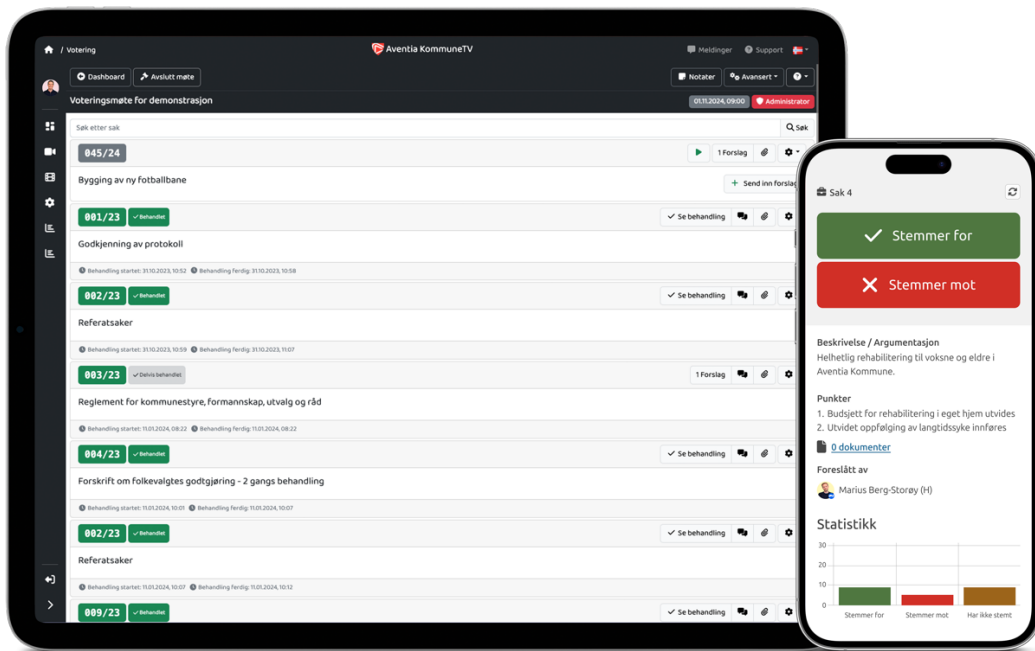 / Votering
Aventia KommuneTV
Meldinger
Support
Dashboard
Avslutt møte
Notater
Avansert
Voteringsmøte for demonstrasjon
01.11.2024, 09:00
Administrator
Søk etter sak
Søk
045/24
1 Forslag
Bygging av ny fotballbane
+ Send inn forslag
001/23
Behandlet
Se behandling
Godkjenning av protokoll
Behandling startet: 31.10.2023, 10:52 Behandling ferdig: 31.10.2023, 10:58
002/23
Behandlet
Se behandling
Referatsaker
Behandling startet: 31.10.2023, 10:59 Behandling ferdig: 31.10.2023, 11:07
003/23
Delvis behandlet
1 Forslag
Reglement for kommunestyre, formannskap, utvalg og råd
Behandling startet: 11.01.2024, 08:22 Behandling ferdig: 11.01.2024, 08:22
004/23
Behandlet
Se behandling
Forskrift om folkevalgtes godtgjøring - 2 gangs behandling
Behandling startet: 11.01.2024, 10:01 Behandling ferdig: 11.01.2024, 10:07
002/23
Behandlet
Se behandling
Referatsaker
Behandling startet: 11.01.2024, 10:07 Behandling ferdig: 11.01.2024, 10:12
009/23
Behandlet
Se behandling
Sak 4
Stemmer for
Stemmer mot
Beskrivelse / Argumentasjon
Helhetlig rehabilitering til voksne og eldre i
Aventia Kommune.
Punkter
1. Budsjett for rehabilitering i eget hjem utvides
2. Utvidet oppfølging av langtidssyke innføres
0 dokumenter
Foreslått av
Marius Berg-Storøy (H)
Statistikk
30
20
10
0
Stemmer for
Stemmer mot
Har ikke stemt